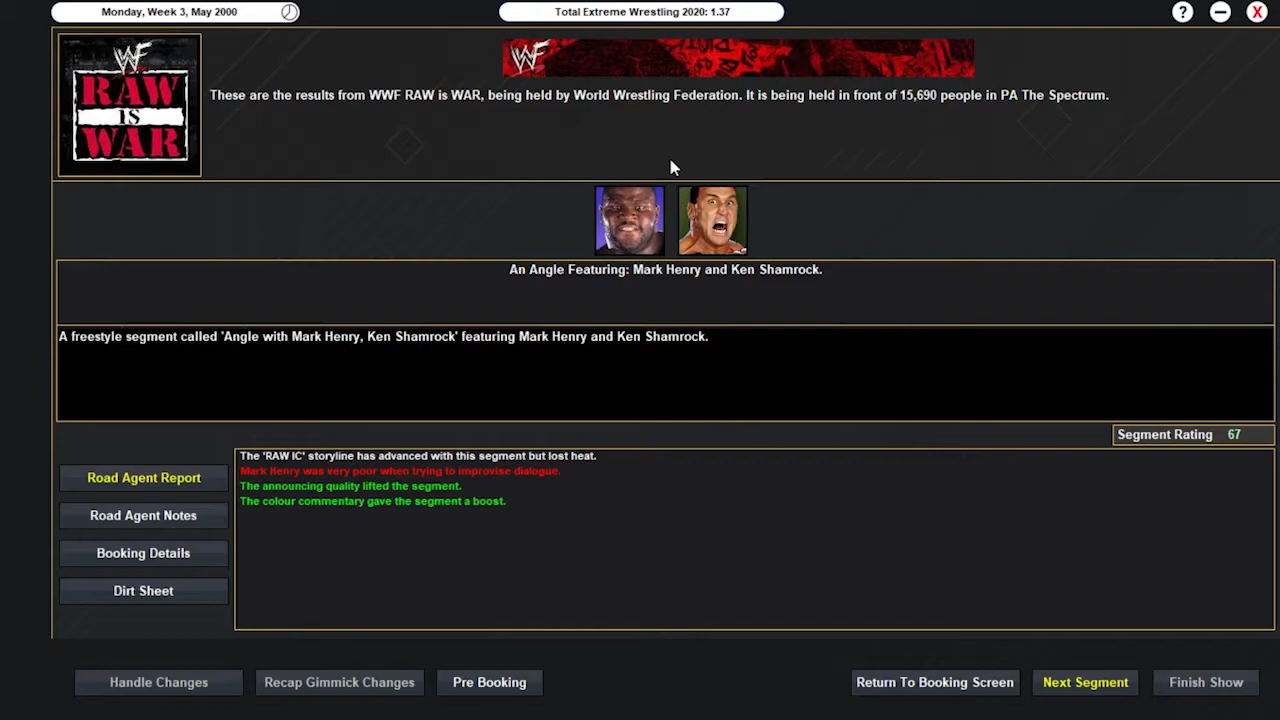 Monday, Week 3, May 2000
Total Extreme Wrestling 2020: 1.37
?
X
WF
RAW
IS
WAR
WF
These are the results from WWF RAW is WAR, being held by World Wrestling Federation. It is being held in front of 15,690 people in PA The Spectrum.
An Angle Featuring: Mark Henry and Ken Shamrock.
A freestyle segment called 'Angle with Mark Henry, Ken Shamrock' featuring Mark Henry and Ken Shamrock.
Segment Rating 67
The 'RAW IC' storyline has advanced with this segment but lost heat.
Mark Henry was very poor when trying to improvise dialogue.
The announcing quality lifted the segment.
The colour commentary gave the segment a boost.
Road Agent Report
Road Agent Notes
Booking Details
Dirt Sheet
Handle Changes
Recap Gimmick Changes
Pre Booking
Return To Booking Screen
Next Segment
Finish Show